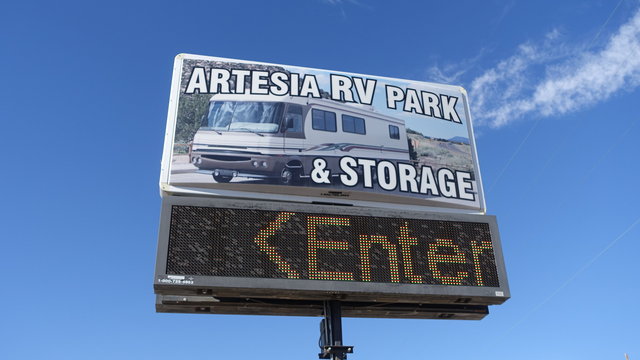 ARTESIA RV PARK
& STORAGE
<Enter